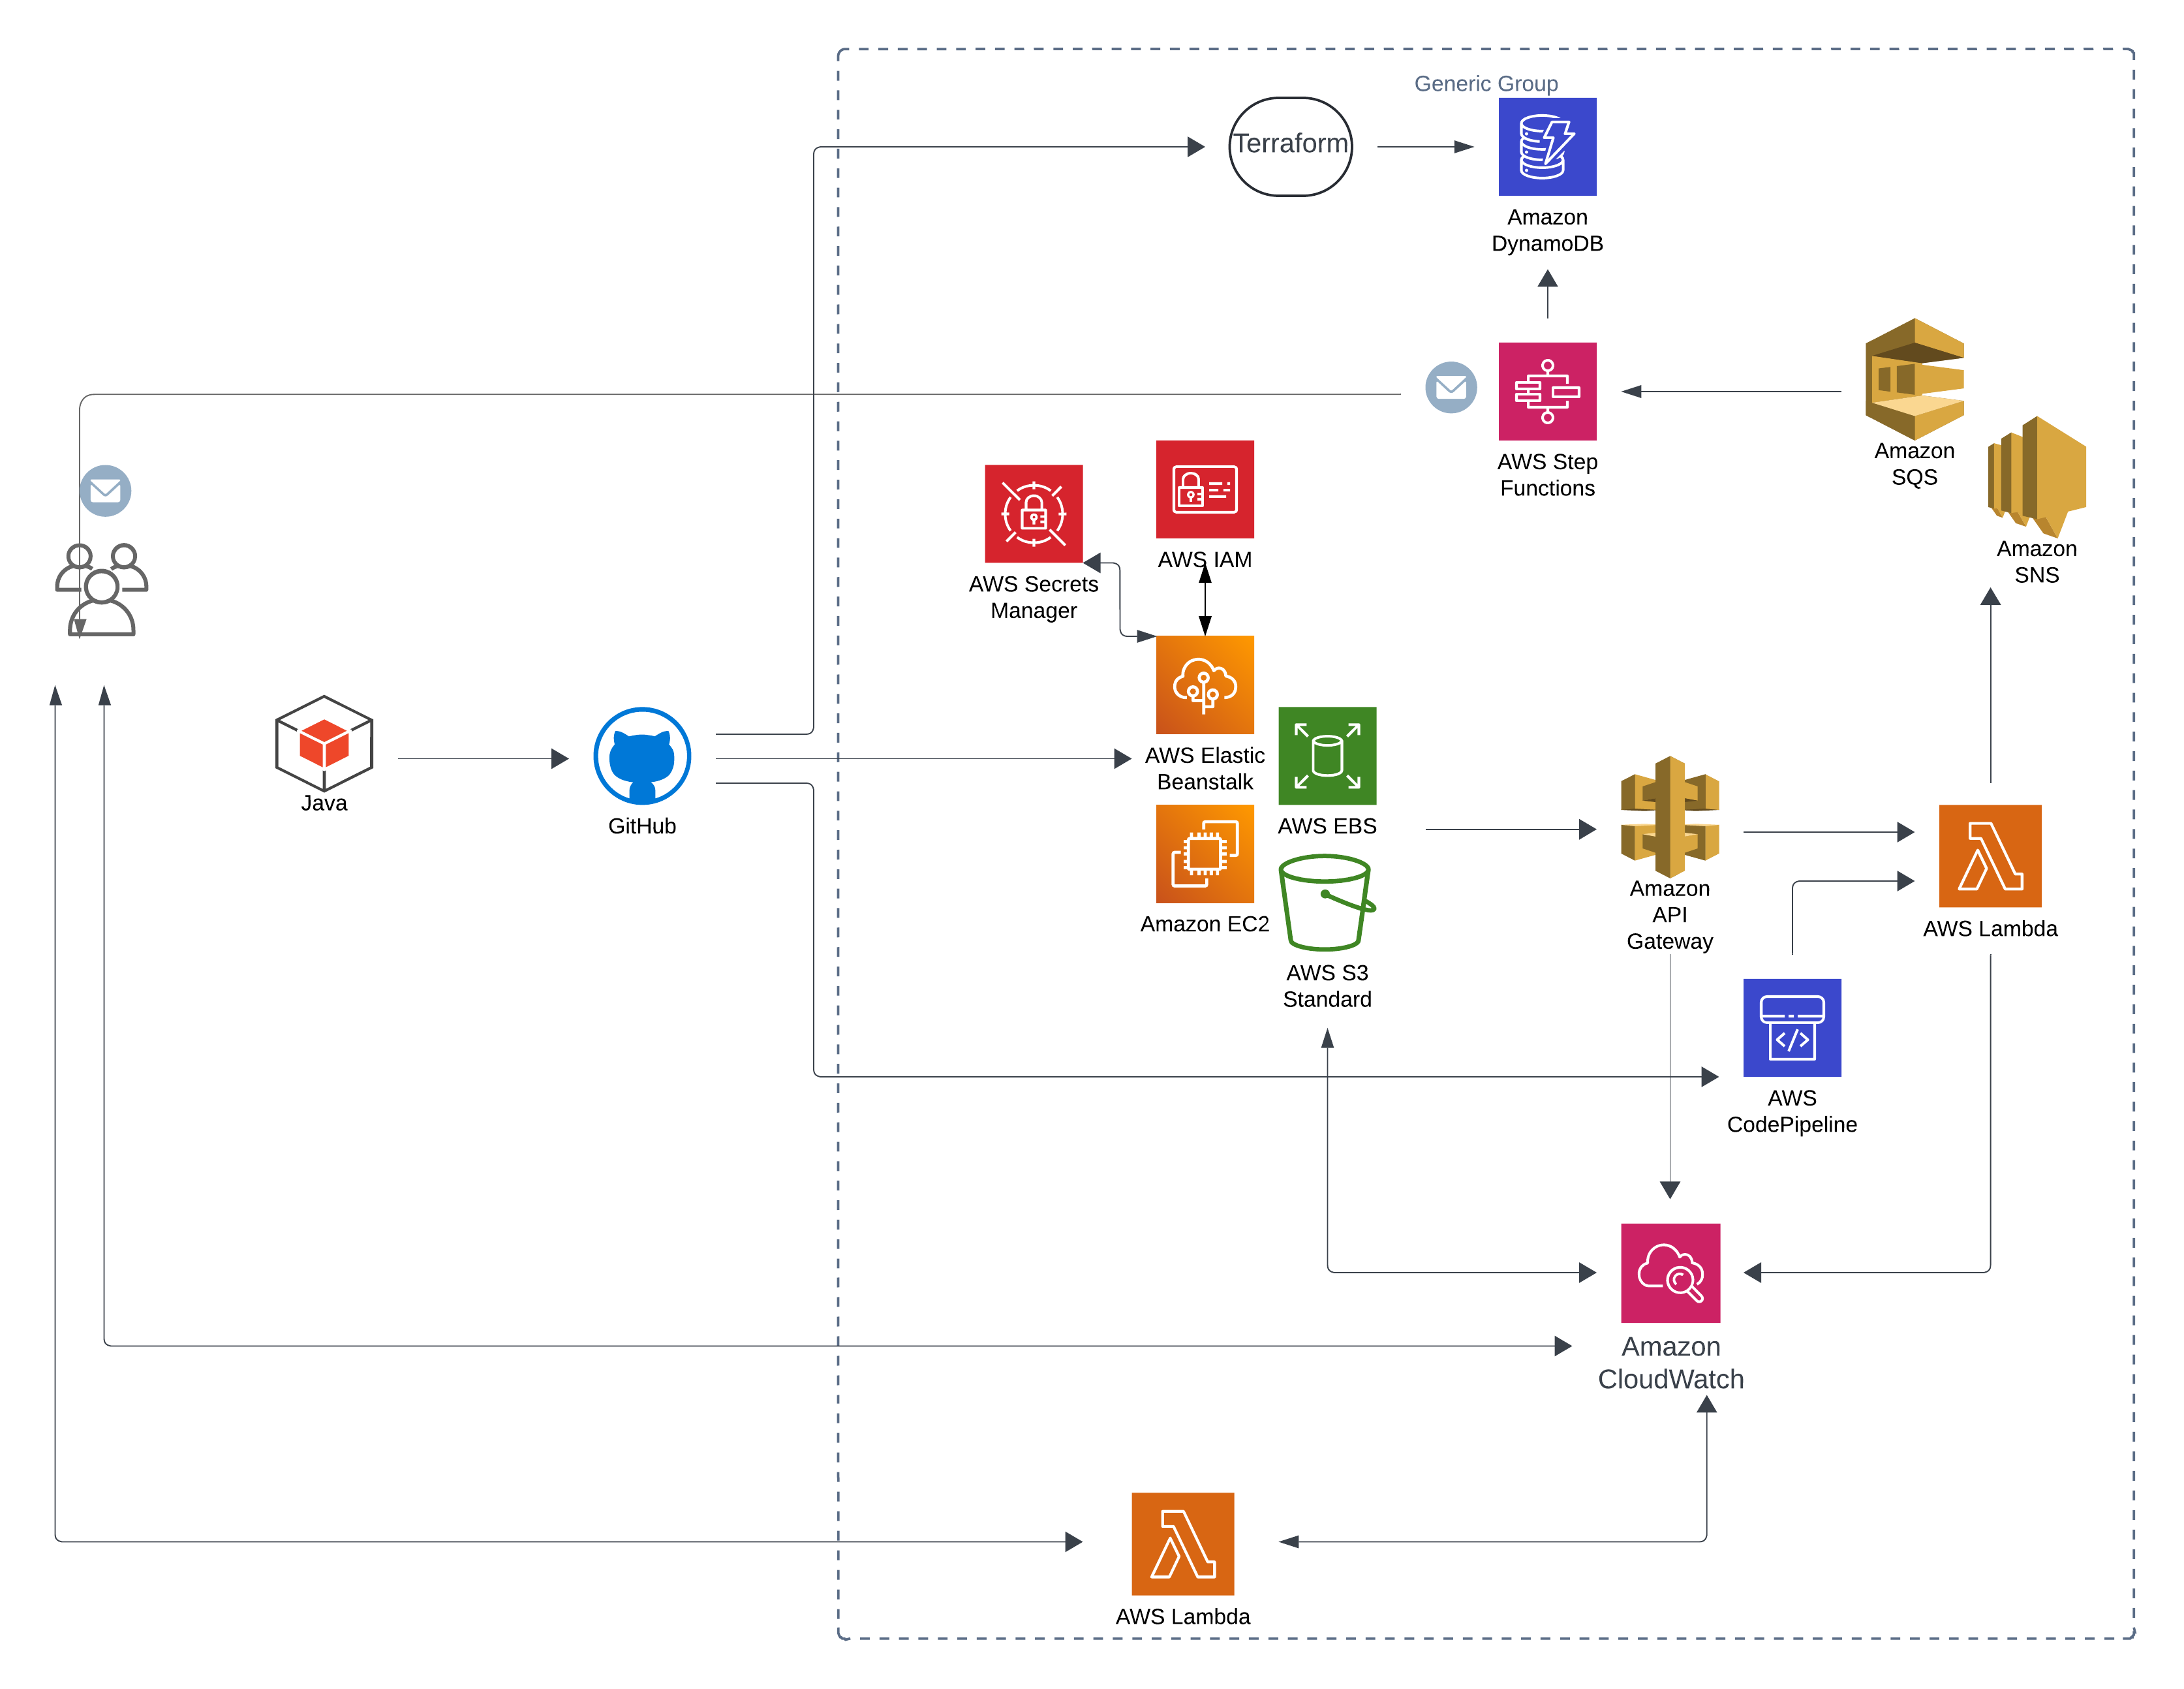 Generic Group
Terraform
Amazon
DynamoDB
Amazon
SQS
AWS Step
Functions
Amazon
SNS
AWS IAM
AWS Secrets
Manager
AWS Elastic
Beanstalk
Java
GitHub
AWS EBS
Amazon EC2
AWS S3
Standard
Amazon
API
Gateway
AWS Lambda
AWS
CodePipeline
Amazon
CloudWatch
AWS Lambda